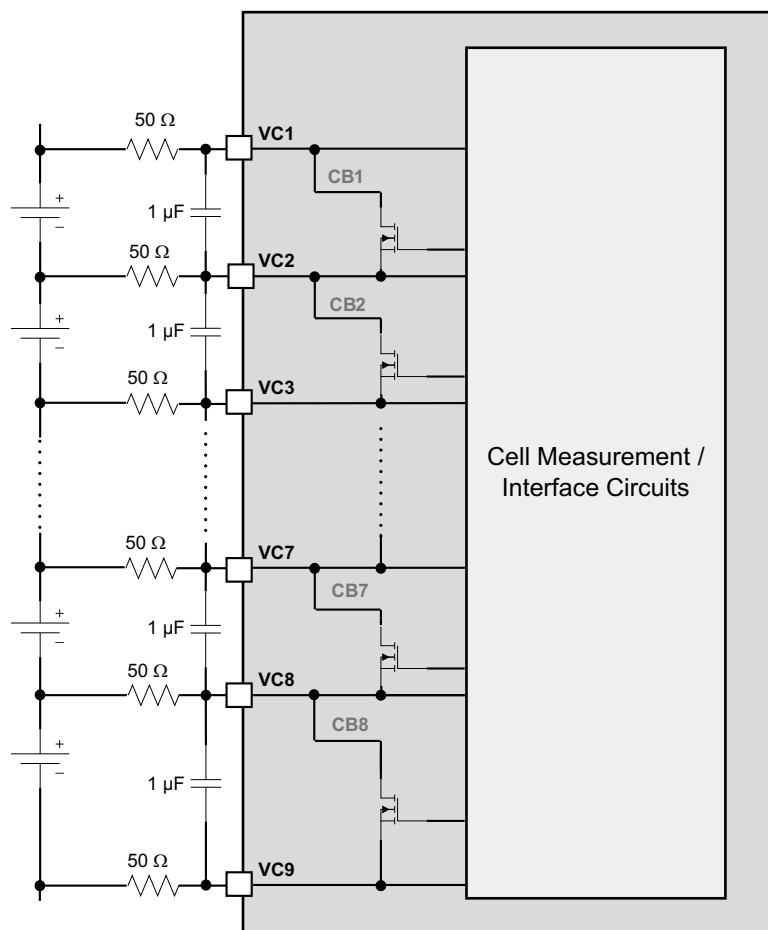 50 Ω
VC1
CB1
+
1 µF
−
50 Ω
VC2
CB2
+
1 µF
−
50 Ω
VC3
Cell Measurement /
Interface Circuits
50 Ω
VC7
CB7
+
1 µF
−
50 Ω
VC8
CB8
+
−
1 µF
50 Ω
VC9